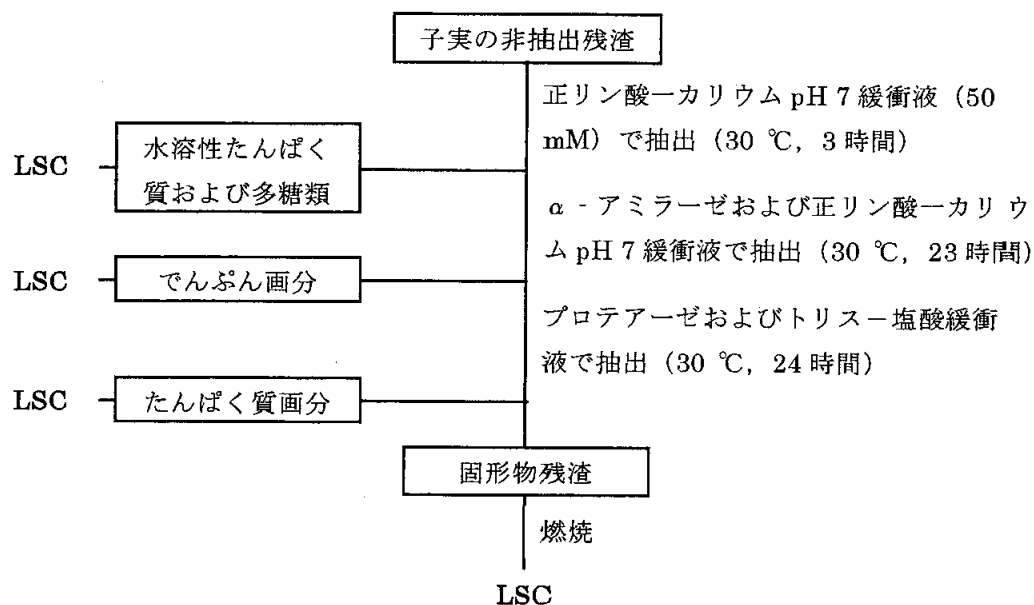 子実の非抽出残渣
正リン酸一カリウム pH 7 緩衝液（50
mM）で抽出（30 ℃，3 時間）
LSC
水溶性たんぱく
質および多糖類
α - アミラーゼおよび正リン酸一カリウ
ム pH 7 緩衝液で抽出（30 ℃，23 時間）
LSC
でんぷん画分
プロテアーゼおよびトリス－塩酸緩衝
液で抽出（30 ℃，24 時間）
LSC
たんぱく質画分
固形物残渣
燃焼
LSC